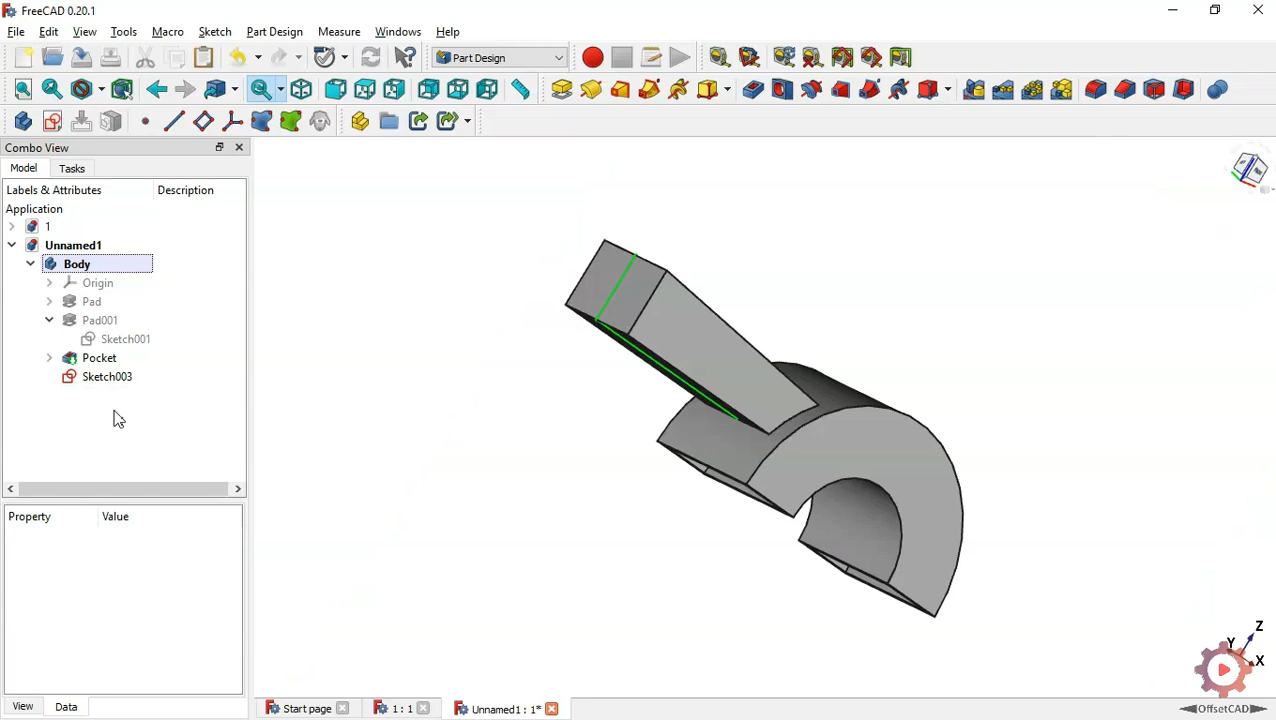 FreeCAD 0.20.1
File Edit View Tools Macro Sketch Part Design Measure Windows Help
Part Design
Combo View
Model Tasks
Labels & Attributes Description
Application
1
Unnamed1
Body
Origin
Pad
Pad001
Sketch001
Pocket
Sketch003
Property Value
View Data
Start page 1 : 1 Unnamed1 : 1*
Z
Y
X
OffsetCAD